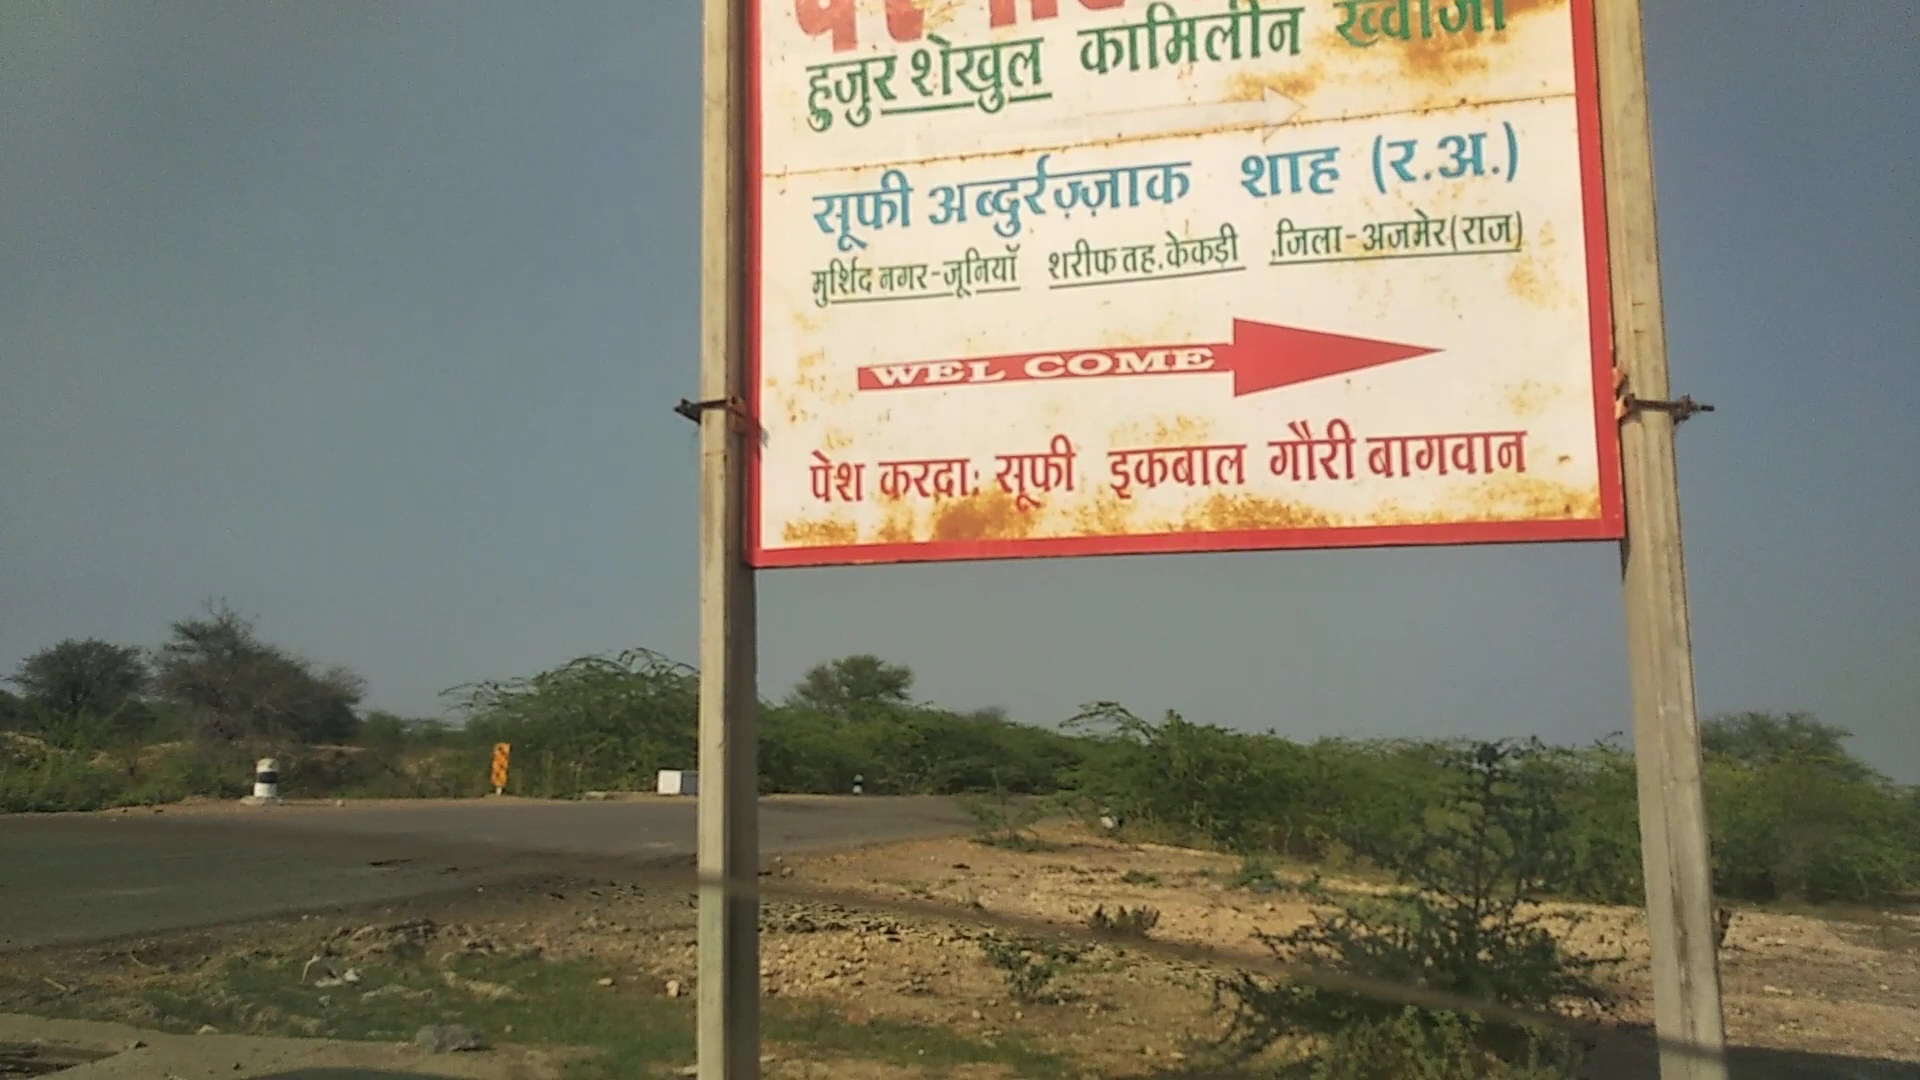 हुजुर शेखुल कामिलीन ख्वाजा
सूफी अब्दुर्रज़्ज़ाक शाह (र.अ.)
मुर्शिद नगर-जूनियाॅ शरीफ तह.केकड़ी ,जिला-अजमेर(राज)
WEL COME
पेश करदा: सूफी इकबाल गौरी बागवान